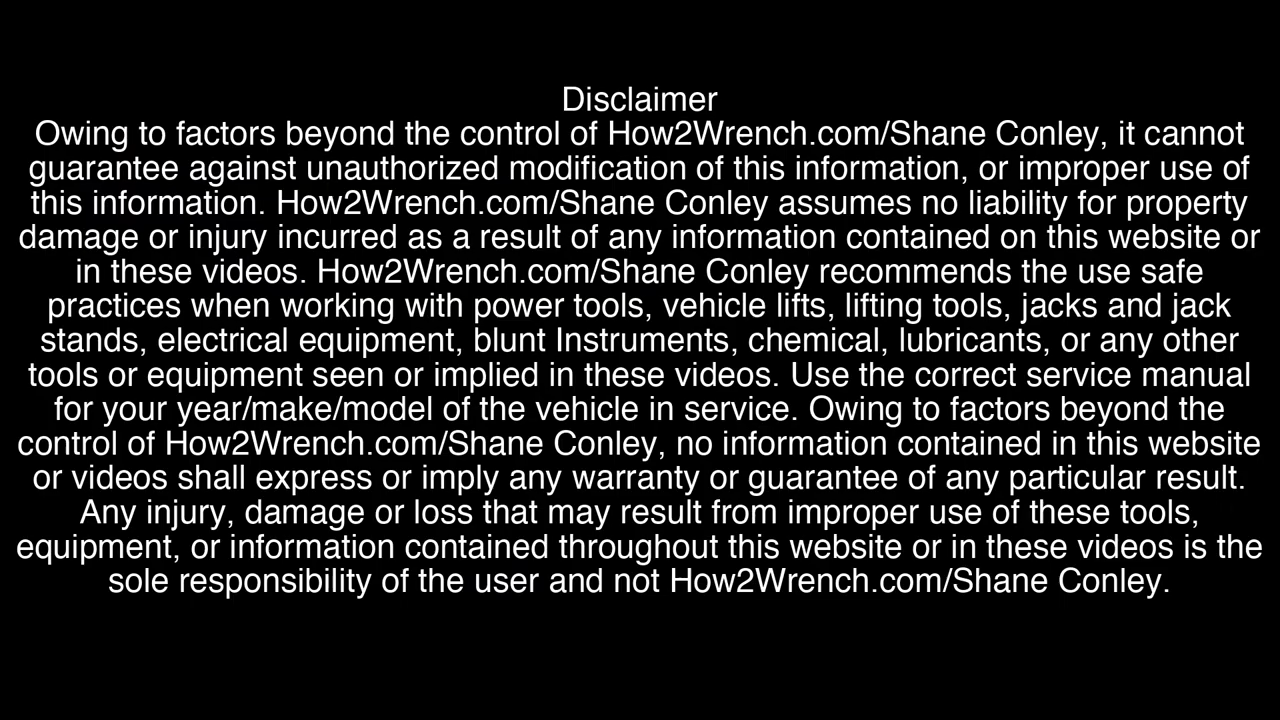 Disclaimer
Owing to factors beyond the control of How2Wrench.com/Shane Conley, it cannot
guarantee against unauthorized modification of this information, or improper use of
this information. How2Wrench.com/Shane Conley assumes no liability for property
damage or injury incurred as a result of any information contained on this website or
in these videos. How2Wrench.com/Shane Conley recommends the use safe
practices when working with power tools, vehicle lifts, lifting tools, jacks and jack
stands, electrical equipment, blunt Instruments, chemical, lubricants, or any other
tools or equipment seen or implied in these videos. Use the correct service manual
for your year/make/model of the vehicle in service. Owing to factors beyond the
control of How2Wrench.com/Shane Conley, no information contained in this website
or videos shall express or imply any warranty or guarantee of any particular result.
Any injury, damage or loss that may result from improper use of these tools,
equipment, or information contained throughout this website or in these videos is the
sole responsibility of the user and not How2Wrench.com/Shane Conley.